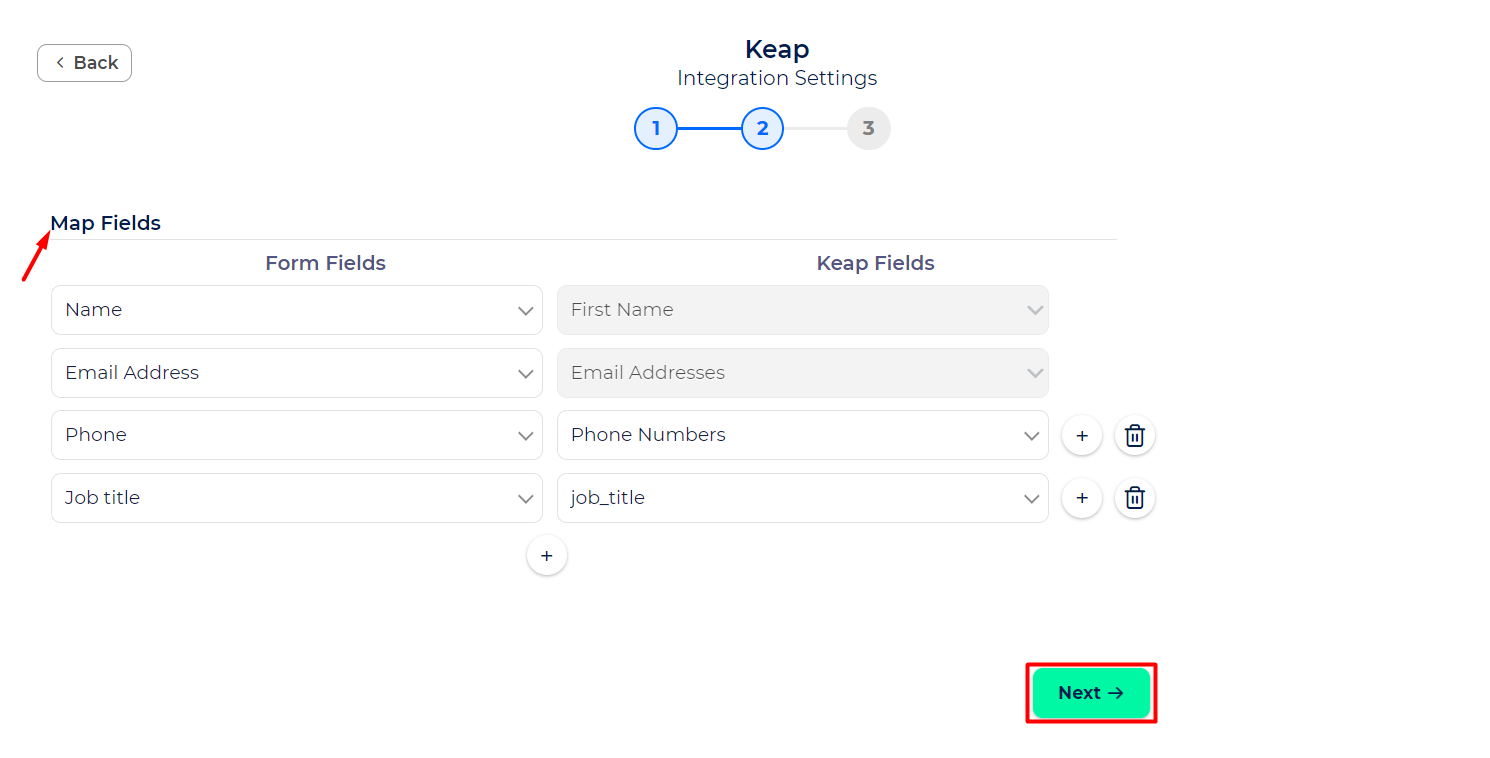 Back
Keap
Integration Settings
1 2 3
Map Fields
Form Fields Keap Fields
Name First Name
Email Address Email Addresses
Phone Phone Numbers + 
Job title job_title +
+
Next →